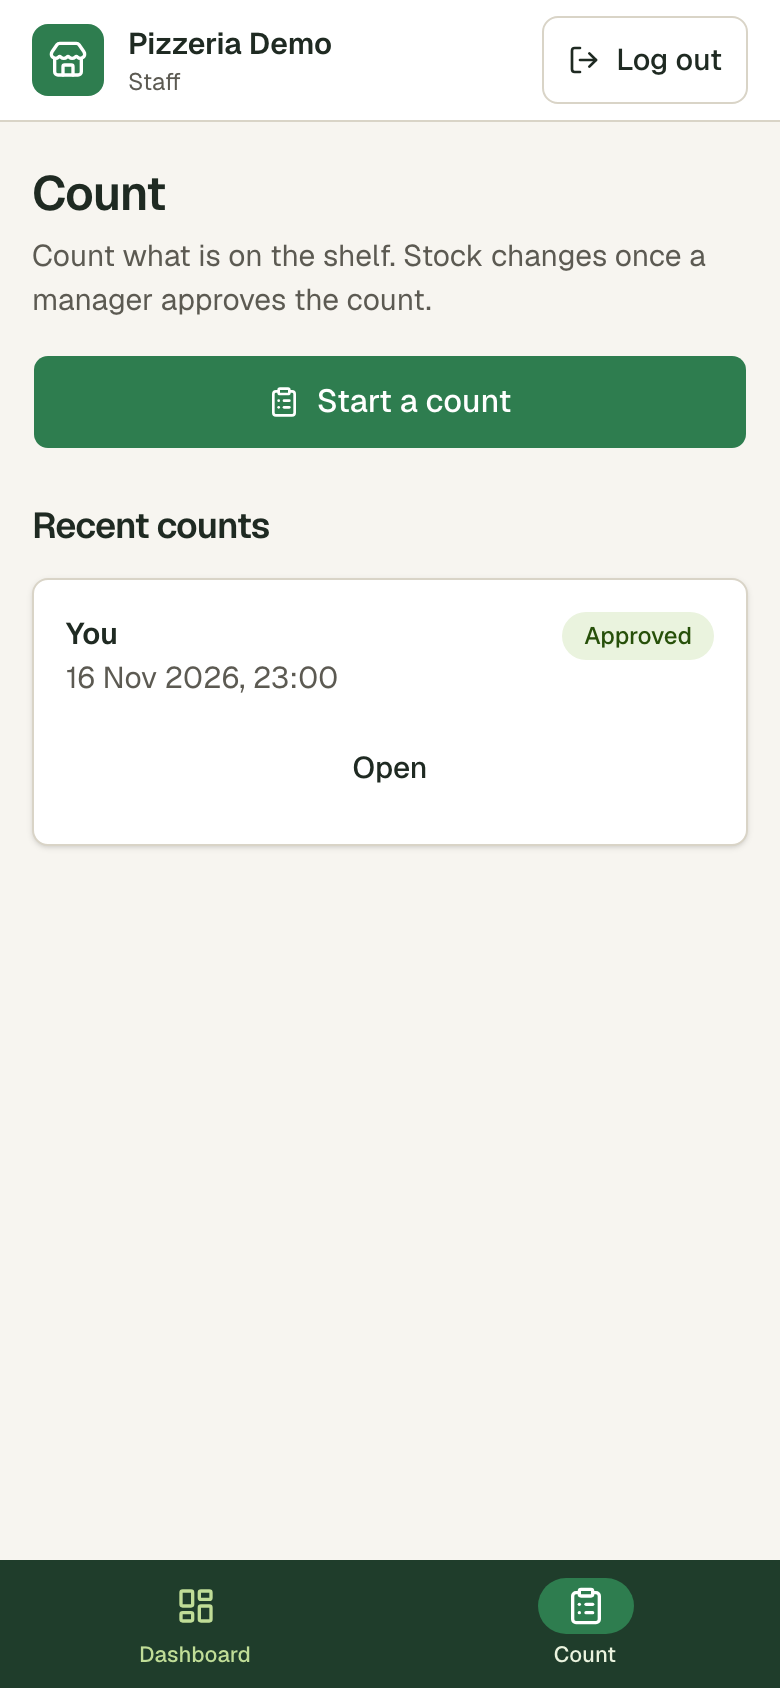 Pizzeria Demo
Staff
Log out
Count
Count what is on the shelf. Stock changes once a
manager approves the count.
Start a count
Recent counts
You
Approved
16 Nov 2026, 23:00
Open
Dashboard
Count